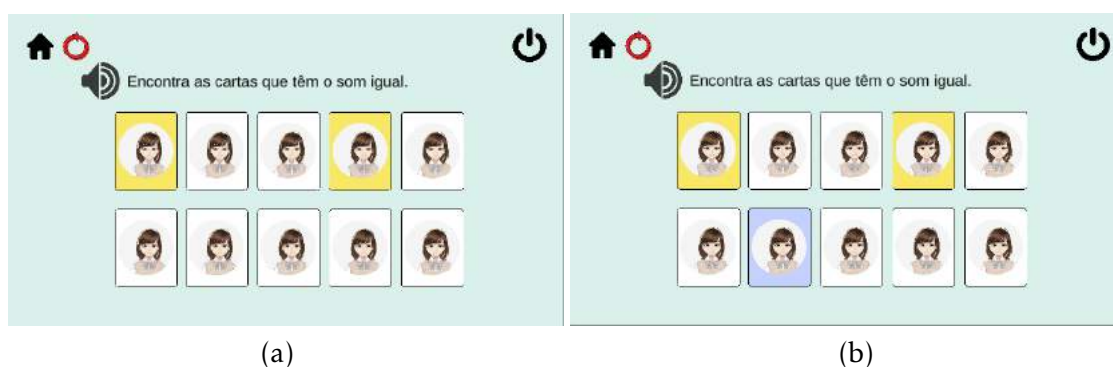 Encontra as cartas que têm o som igual.
Encontra as cartas que têm o som igual.
(a)
(b)